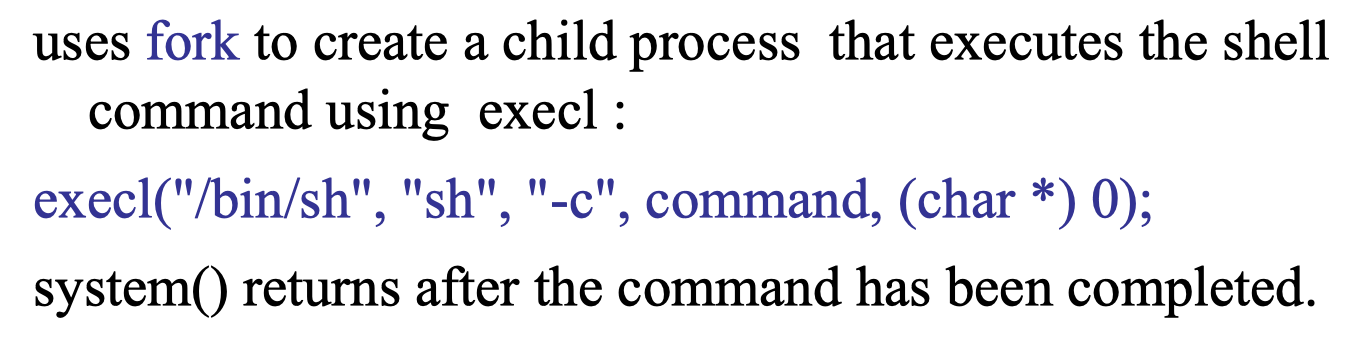 uses fork to create a child process  that executes the shell
command using  execl :
execl("/bin/sh", "sh", "-c", command, (char *) 0);
system() returns after the command has been completed.